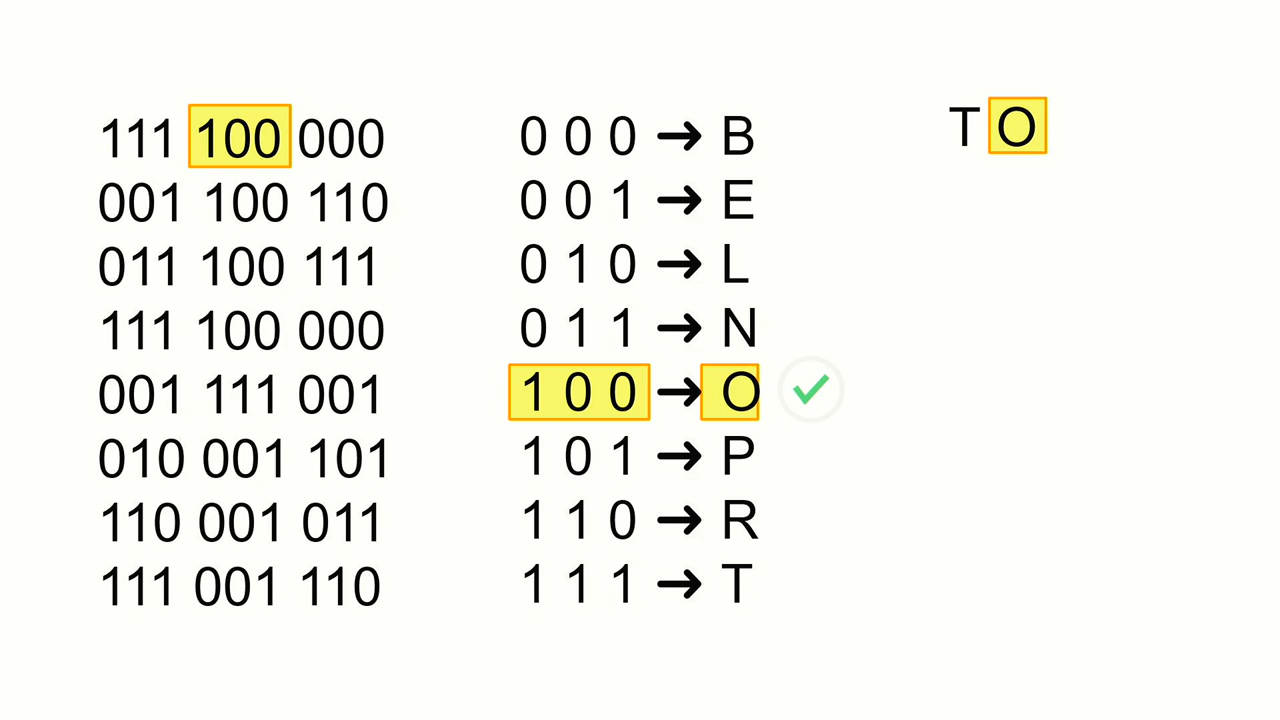 111 100 000
001 100 110
011 100 111
111 100 000
001 111 001
010 001 101
110 001 011
111 001 110
0 0 0 → B
0 0 1 → E
0 1 0 → L
0 1 1 → N
1 0 0 → O
1 0 1 → P
1 1 0 → R
1 1 1 → T
T O